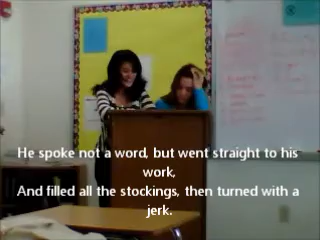 He spoke not a word, but went straight to his
work,
And filled all the stockings, then turned with a
jerk.